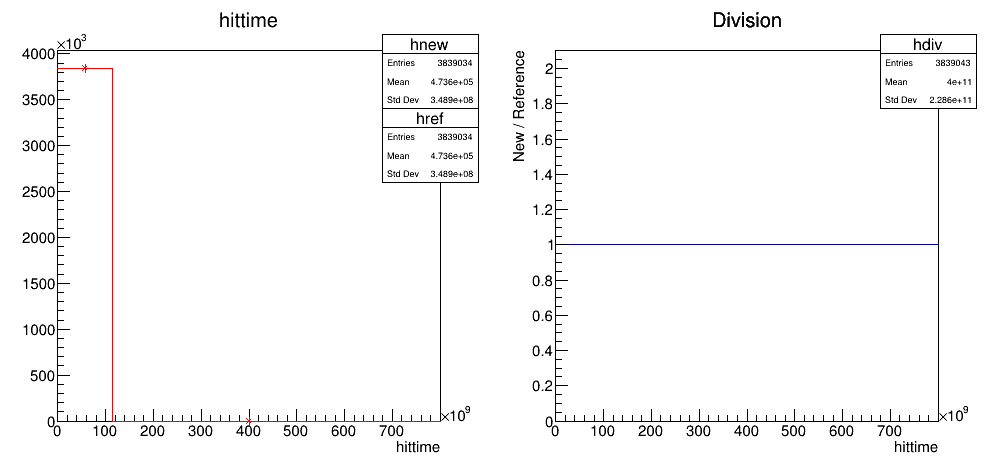 hittime
×10³
4000
3500
3000
2500
2000
1500
1000
500
0
0 100 200 300 400 500 600 700
×10⁹
hittime
hnew
Entries 3839034
Mean 4.736e+05
Std Dev 3.489e+08
href
Entries 3839034
Mean 4.736e+05
Std Dev 3.489e+08
Division
New / Reference
2
1.8
1.6
1.4
1.2
1
0.8
0.6
0.4
0.2
0
0 100 200 300 400 500 600 700
×10⁹
hittime
hdiv
Entries 3839043
Mean 4e+11
Std Dev 2.286e+11